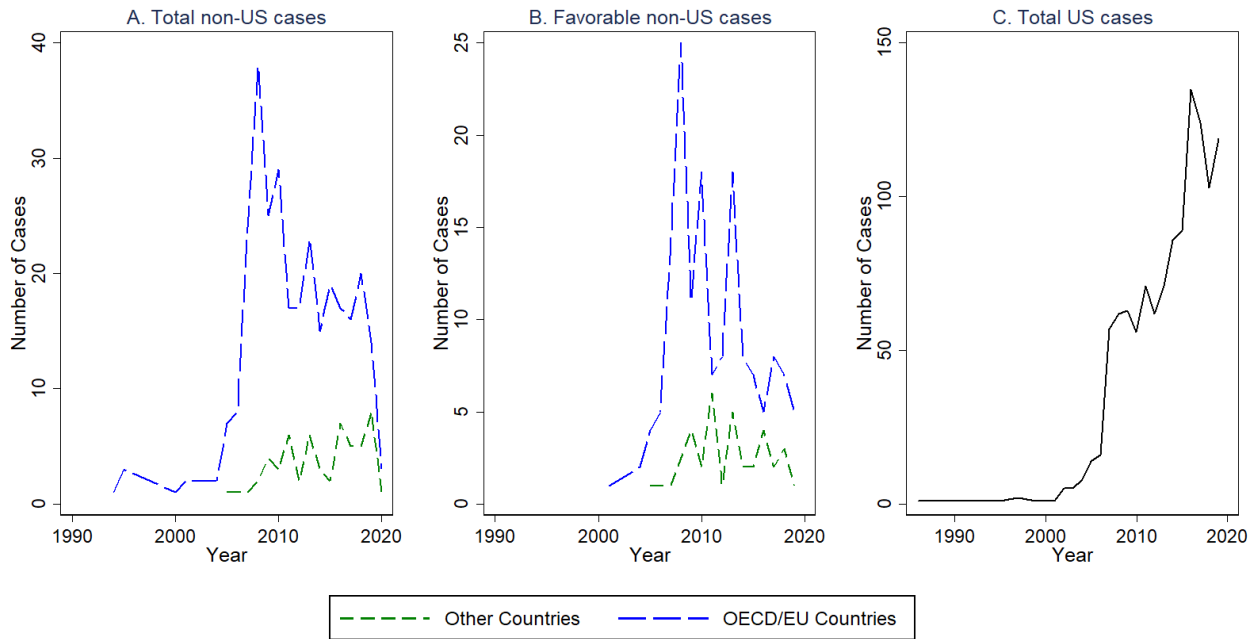 A. Total non-US cases
Number of Cases
40
30
20
10
0
1990 2000 2010 2020
Year
B. Favorable non-US cases
Number of Cases
25
20
15
10
5
0
1990 2000 2010 2020
Year
C. Total US cases
Number of Cases
150
100
50
0
1990 2000 2010 2020
Year
Other Countries OECD/EU Countries